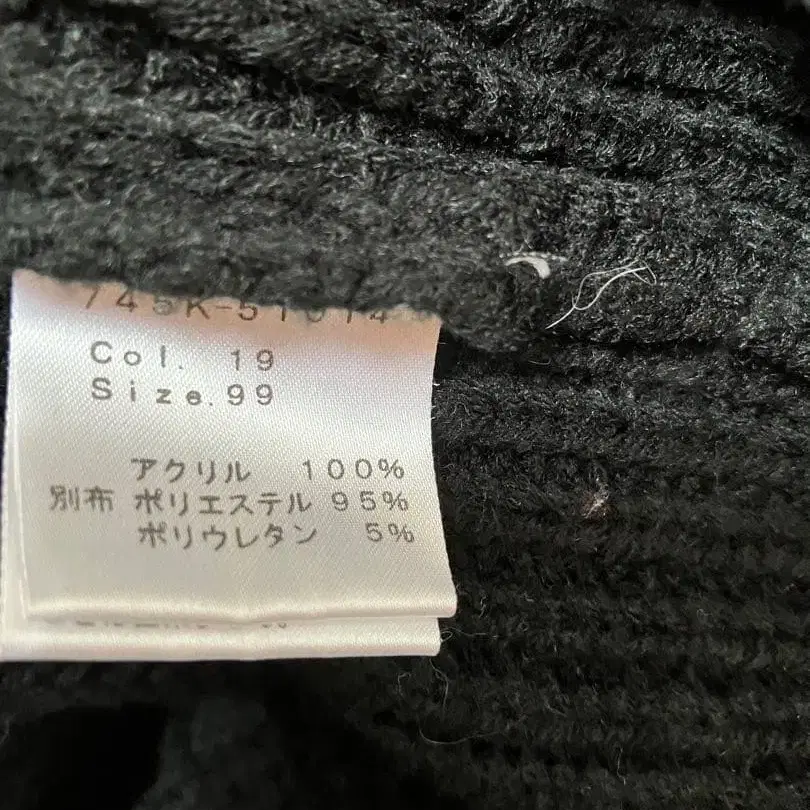 Col. 19
Size.99
アクリル 100%
別布 ポリエステル 95%
ポリウレタン 5%